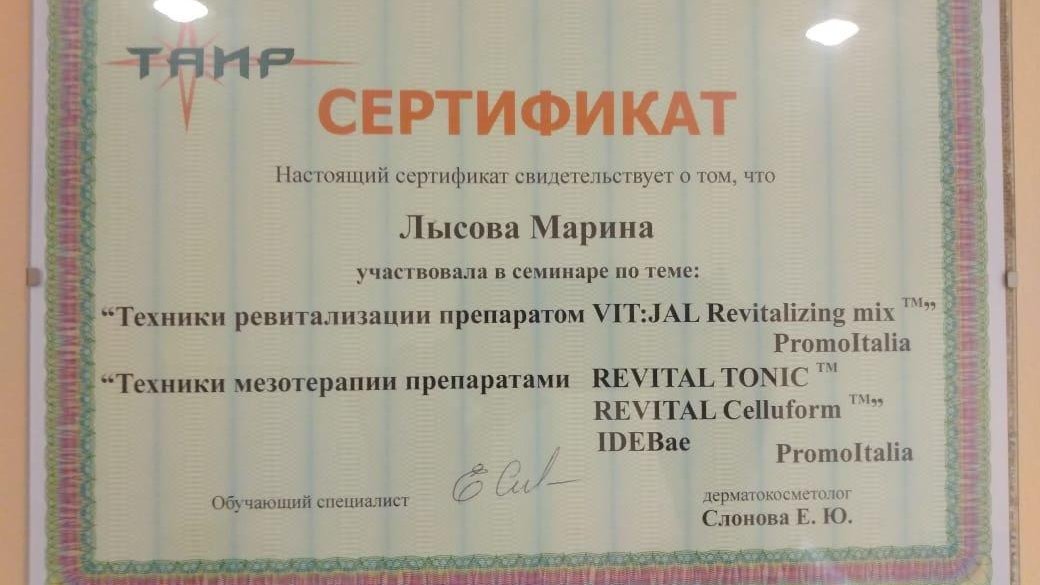 ТАИР
СЕРТИФИКАТ
Настоящий сертификат свидетельствует о том, что
Лысова Марина
участвовала в семинаре по теме:
“Техники ревитализации препаратом VIT:JAL Revitalizing mix ™”
PromoItalia
“Техники мезотерапии препаратами REVITAL TONIC ™
REVITAL Celluform ™”
IDEBae
PromoItalia
Обучающий специалист
дерматокосметолог
Слонова Е. Ю.